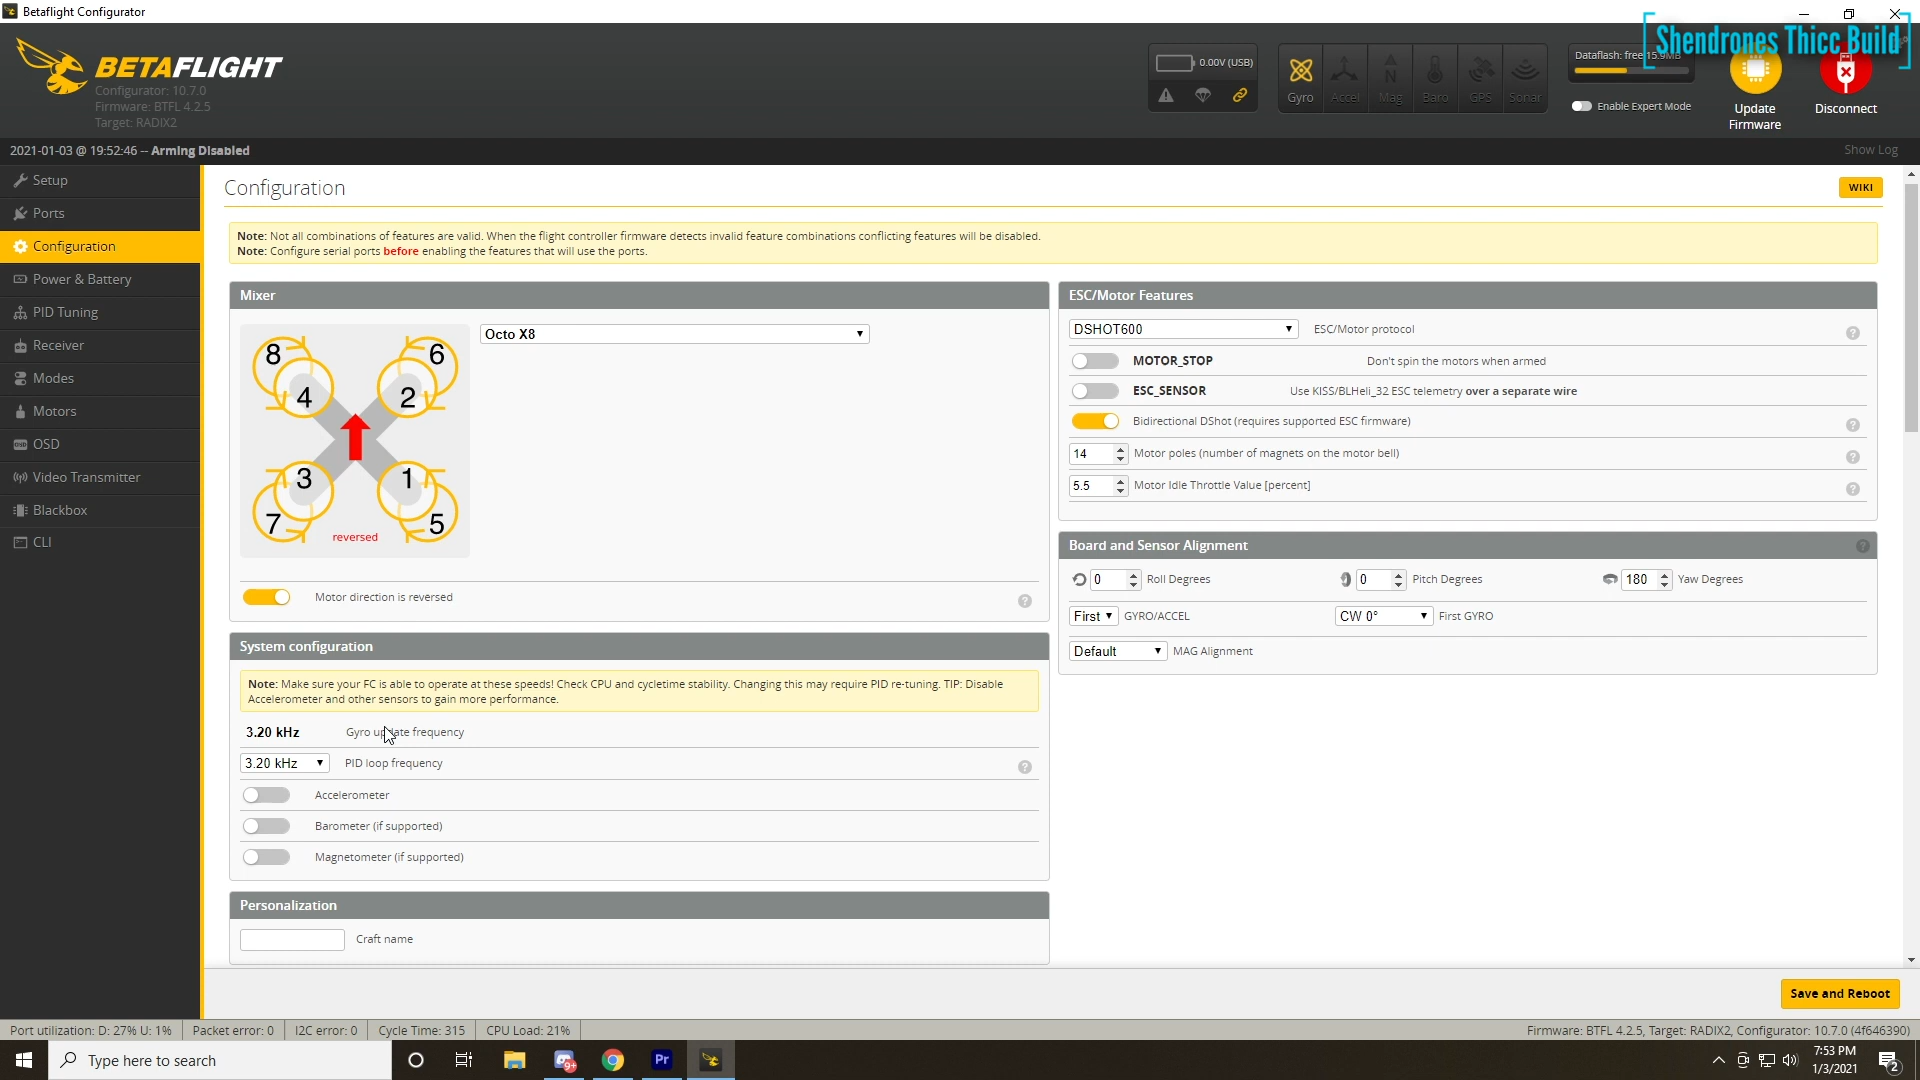 Betaflight Configurator
BETAFLIGHT
Configurator: 10.7.0
Firmware: BTFL 4.2.5
Target: RADIX2
0.00V (USB)
Gyro
Accel
Mag
Baro
GPS
Sonar
Dataflash: free 15.9MB
Enable Expert Mode
Shendrones Thicc Build
Update
Firmware
Disconnect
2021-01-03 @ 19:52:46 -- Arming Disabled
Show Log
Setup
Ports
Configuration
Power & Battery
PID Tuning
Receiver
Modes
Motors
OSD
Video Transmitter
Blackbox
CLI
Configuration
WIKI
Note: Not all combinations of features are valid. When the flight controller firmware detects invalid feature combinations conflicting features will be disabled.
Note: Configure serial ports before enabling the features that will use the ports.
Mixer
Octo X8
8
6
4
2
3
1
7
5
reversed
Motor direction is reversed
System configuration
Note: Make sure your FC is able to operate at these speeds! Check CPU and cycletime stability. Changing this may require PID re-tuning. TIP: Disable
Accelerometer and other sensors to gain more performance.
3.20 kHz Gyro update frequency
3.20 kHz PID loop frequency
Accelerometer
Barometer (if supported)
Magnetometer (if supported)
Personalization
Craft name
ESC/Motor Features
DSHOT600 ESC/Motor protocol
MOTOR_STOP Don't spin the motors when armed
ESC_SENSOR Use KISS/BLHeli_32 ESC telemetry over a separate wire
Bidirectional DShot (requires supported ESC firmware)
14 Motor poles (number of magnets on the motor bell)
5.5 Motor Idle Throttle Value [percent]
Board and Sensor Alignment
0 Roll Degrees 0 Pitch Degrees 180 Yaw Degrees
First GYRO/ACCEL CW 0° First GYRO
Default MAG Alignment
Save and Reboot
Port utilization: D: 27% U: 1% Packet error: 0 I2C error: 0 Cycle Time: 315 CPU Load: 21%
Firmware: BTFL 4.2.5, Target: RADIX2, Configurator: 10.7.0 (4f646390)
Type here to search
9+
Pr
7:53 PM
1/3/2021
2